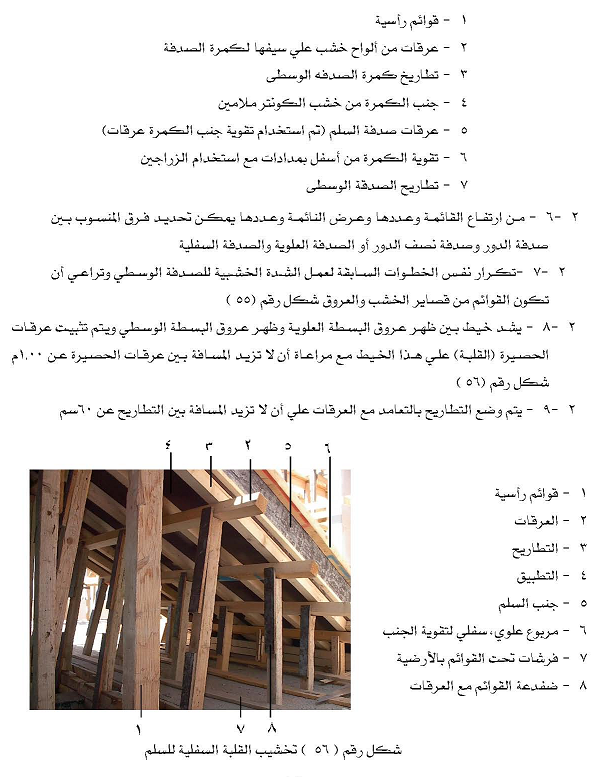 ١ - قوائم رأسية
٢ - عرقات من ألواح خشب علي سيفها لكمرة الصدفة
٣ - تطاريخ كمرة الصدفه الوسطى
٤ - جنب الكمرة من خشب الكونتر ملامين
٥ - عرقات صدفة السلم (تم استخدام تقوية جنب الكمرة عرقات)
٦ - تقوية الكمرة من أسفل بمدادات مع استخدام الزراجين
٧ - تطاريح الصدقة الوسطى
٢ -٦ - من ارتفاع القائمة وعددها وعرض النائمة وعددها يمكن تحديد فرق المنسوب بين
صدفة الدور وصدفة نصف الدور أو الصدفة العلوية والصدفة السفلية
٢ -٧ -تكرار نفس الخطوات السابقة لعمل الشدة الخشبية للصدفة الوسطي وتراعي أن
تكون القوائم من قصاير الخشب والعروق شكل رقم (٥٥ )
٢ -٨ - يشد خيط بين ظهر عروق البسطة العلوية وظهر عروق البسطة الوسطي ويتم تثبيت عرقات
الحصيرة (القلبة) علي هذا الخيط مع مراعاة أن لا تزيد المسافة بين عرقات الحصيرة عن ١,٠٠م
شكل رقم (٥٦ )
٢ -٩ - يتم وضع التطاريح بالتعامد مع العرقات علي أن لا تزيد المسافة بين التطاريح عن ٦٠سم
٤ ٣ ٢ ٥ ٦
١ - قوائم رأسية
٢ - العرقات
٣ - التطاريح
٤ - التطبيق
٥ - جنب السلم
٦ - مربوع علوي، سفلي لتقوية الجنب
٧ - فرشات تحت القوائم بالأرضية
٨ - ضفدعة القوائم مع العرقات
١ ٧ ٨
شكل رقم ( ٥٦ ) تخشيب القلبة السفلية للسلم